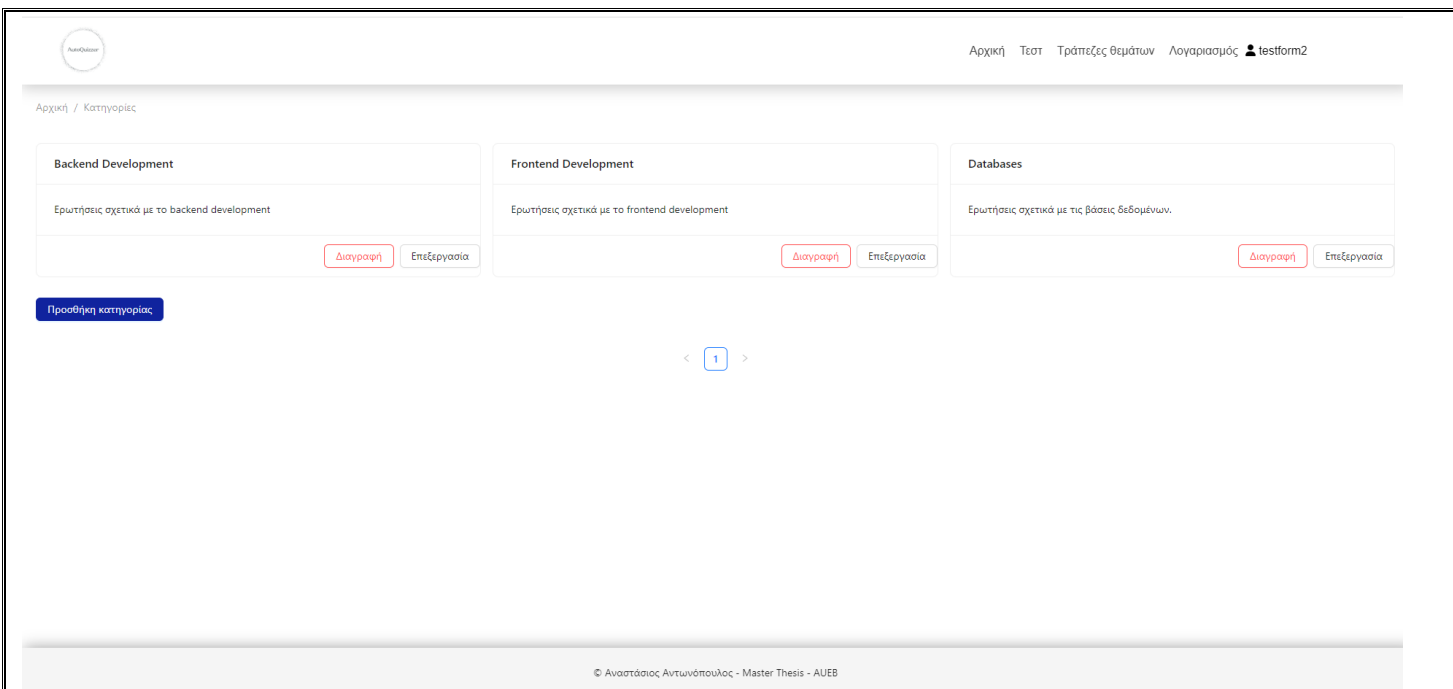 AutoQuizzer
Αρχική Τεστ Τράπεζες θεμάτων Λογαριασμός testform2
Αρχική / Κατηγορίες
Backend Development
Ερωτήσεις σχετικά με το backend development
Διαγραφή Επεξεργασία
Frontend Development
Ερωτήσεις σχετικά με το frontend development
Διαγραφή Επεξεργασία
Databases
Ερωτήσεις σχετικά με τις βάσεις δεδομένων.
Διαγραφή Επεξεργασία
Προσθήκη κατηγορίας
< 1 >
© Αναστάσιος Αντωνόπουλος - Master Thesis - AUEB